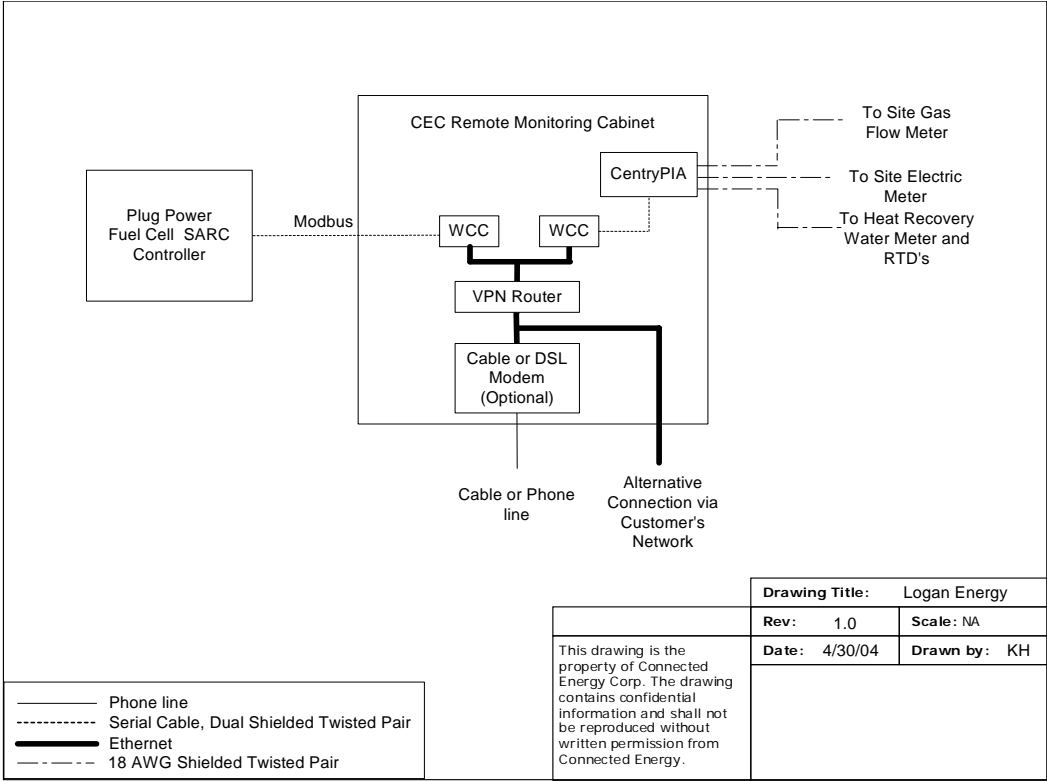 CEC Remote Monitoring Cabinet
To Site Gas
Flow Meter
CentryPIA
To Site Electric
Meter
To Heat Recovery
Water Meter and
RTD's
Plug Power
Fuel Cell SARC
Controller
Modbus
WCC
WCC
VPN Router
Cable or DSL
Modem
(Optional)
Cable or Phone
line
Alternative
Connection via
Customer's
Network
Drawing Title: Logan Energy
Rev: 1.0
Scale: NA
Date: 4/30/04
Drawn by: KH
This drawing is the
property of Connected
Energy Corp. The drawing
contains confidential
information and shall not
be reproduced without
written permission from
Connected Energy.
Phone line
Serial Cable, Dual Shielded Twisted Pair
Ethernet
18 AWG Shielded Twisted Pair